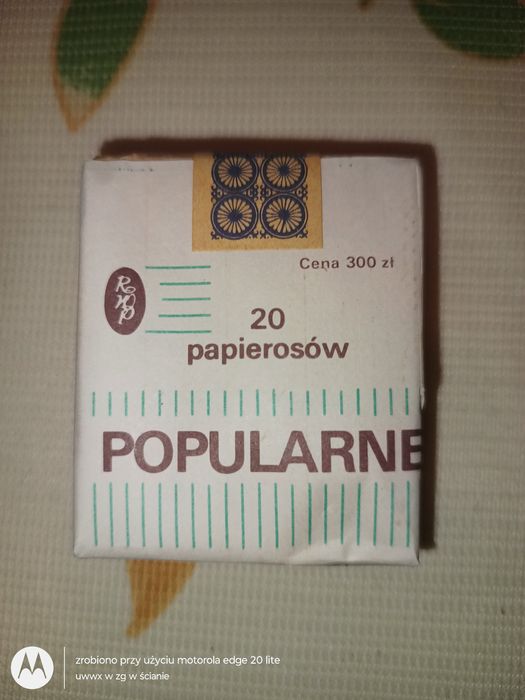 Cena 300 zł
20
papierosów
POPULARNE
zrobiono przy użyciu motorola edge 20 lite
uwwx w zg w ścianie